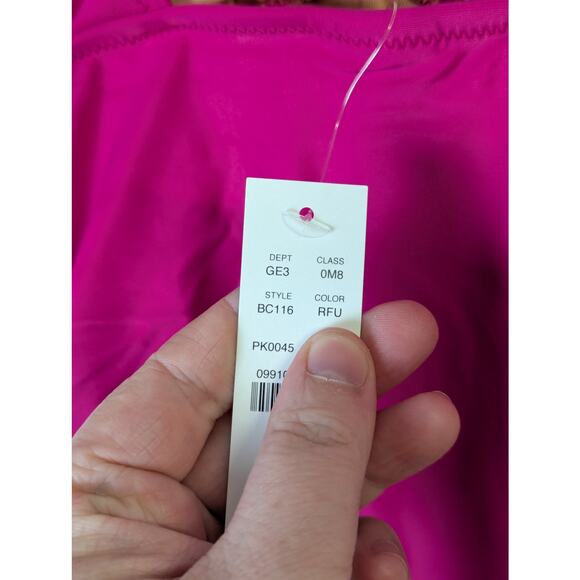 DEPT CLASS
GE3 0M8
STYLE COLOR
BC116 RFU
PK0045